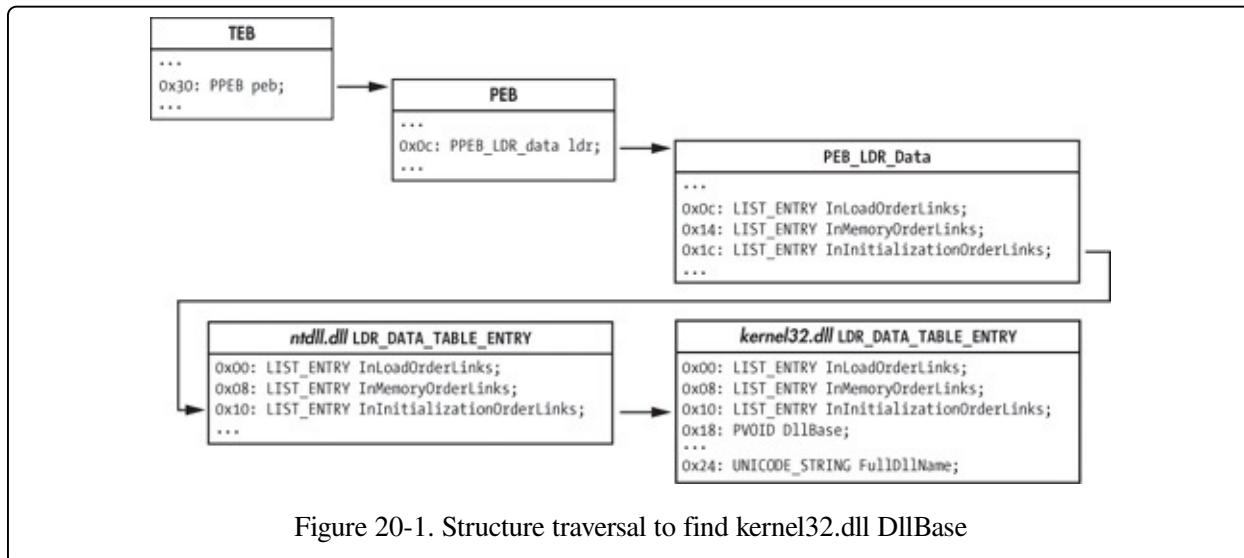 TEB
...
0x30: PPEB peb;
...
PEB
...
0x0c: PPEB_LDR_data ldr;
...
PEB_LDR_Data
...
0x0c: LIST_ENTRY InLoadOrderLinks;
0x14: LIST_ENTRY InMemoryOrderLinks;
0x1c: LIST_ENTRY InInitializationOrderLinks;
...
ntdll.dll LDR_DATA_TABLE_ENTRY
0x00: LIST_ENTRY InLoadOrderLinks;
0x08: LIST_ENTRY InMemoryOrderLinks;
0x10: LIST_ENTRY InInitializationOrderLinks;
...
kernel32.dll LDR_DATA_TABLE_ENTRY
0x00: LIST_ENTRY InLoadOrderLinks;
0x08: LIST_ENTRY InMemoryOrderLinks;
0x10: LIST_ENTRY InInitializationOrderLinks;
0x18: PVOID DllBase;
...
0x24: UNICODE_STRING FullDllName;
Figure 20-1. Structure traversal to find kernel32.dll DllBase